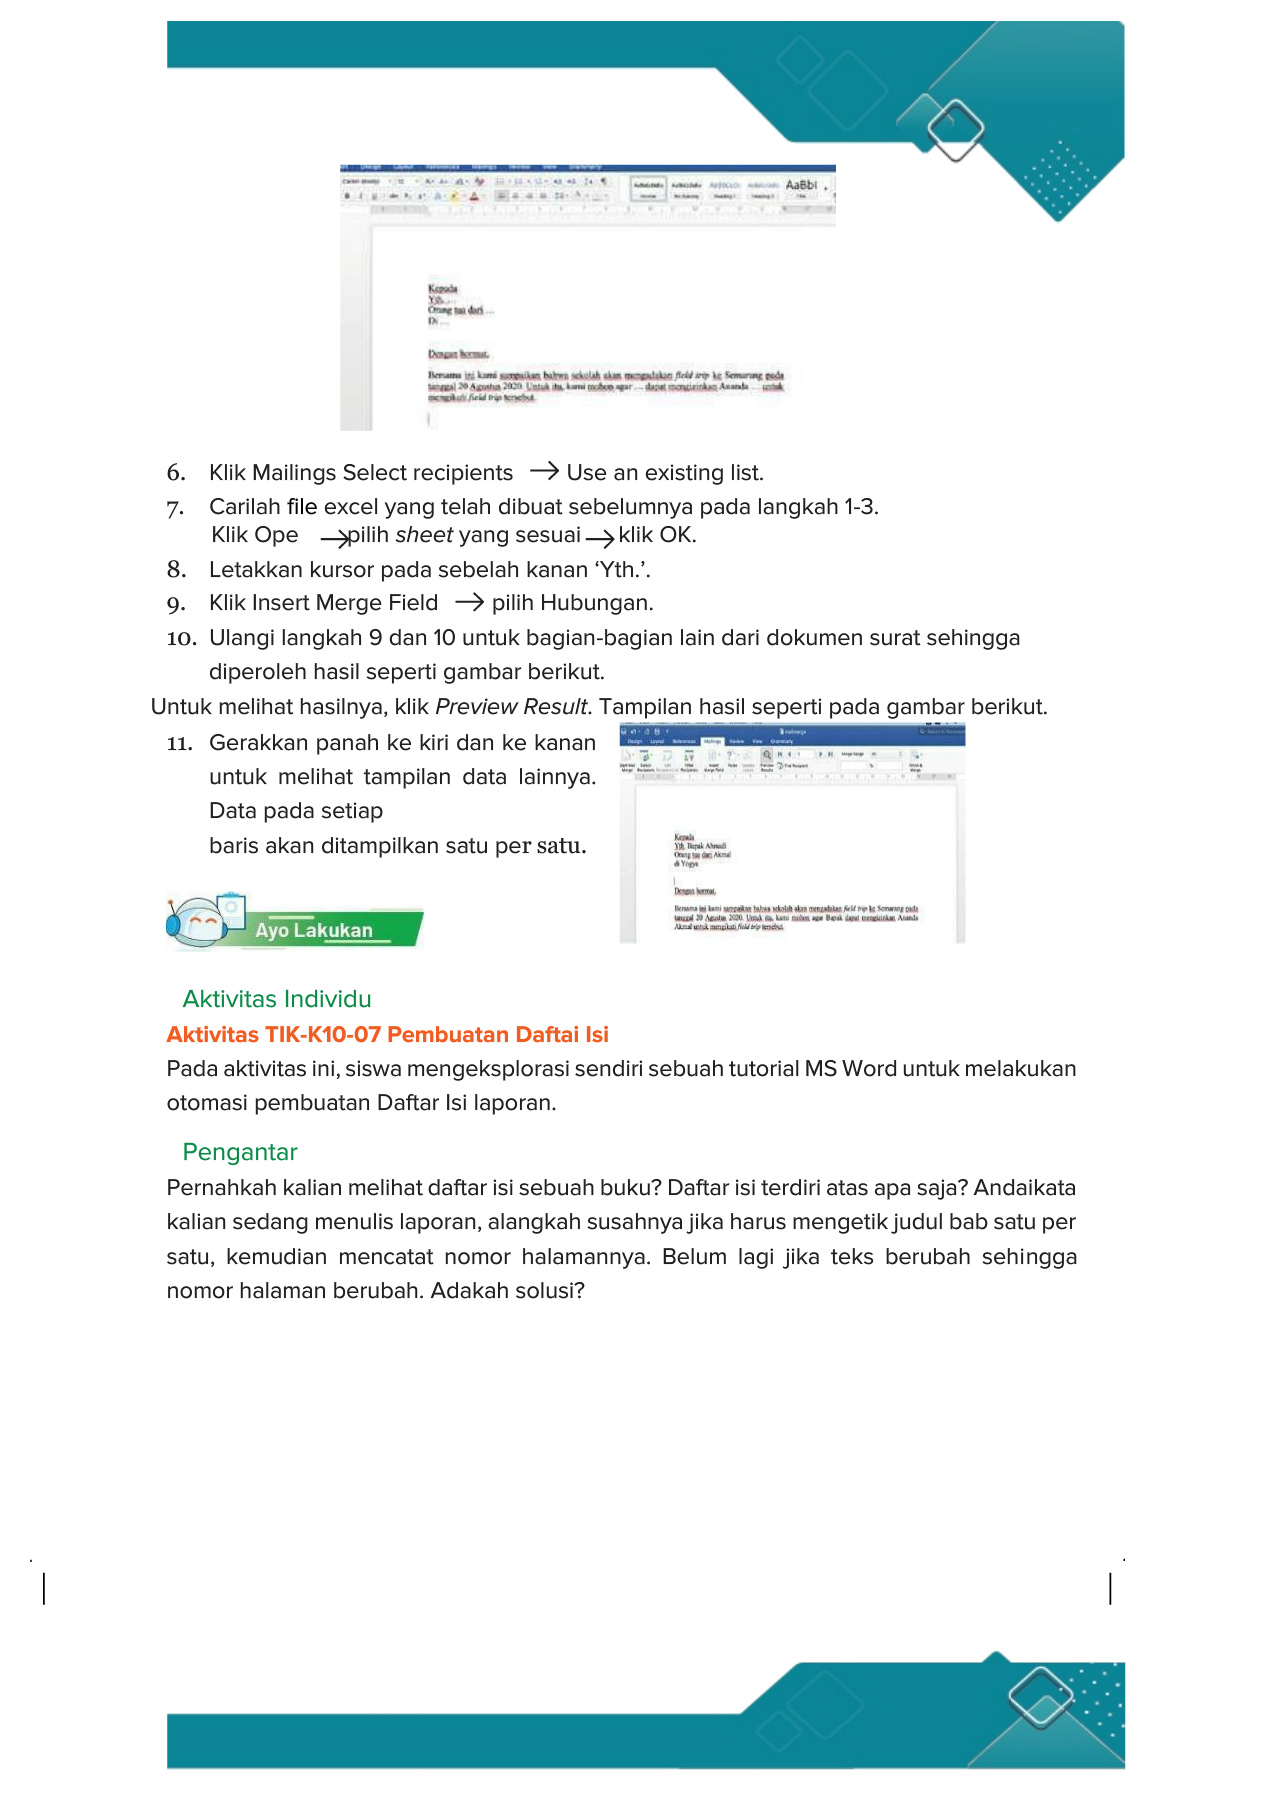 AaBbI
Kepada
Yth. ...
Orang tua dari ...
Di ...
Dengan hormat,
Bersama ini kami sampaikan bahwa sekolah akan mengadakan field trip ke Semarang pada
tanggal 20 Agustus 2020. Untuk itu, kami mohon agar ... dapat mengizinkan Ananda ... untuk
mengikuti field trip tersebut.
6. Klik Mailings Select recipients → Use an existing list.
7. Carilah file excel yang telah dibuat sebelumnya pada langkah 1-3.
Klik Ope → pilih sheet yang sesuai → klik OK.
8. Letakkan kursor pada sebelah kanan ‘Yth.’.
9. Klik Insert Merge Field → pilih Hubungan.
10. Ulangi langkah 9 dan 10 untuk bagian-bagian lain dari dokumen surat sehingga
diperoleh hasil seperti gambar berikut.
Untuk melihat hasilnya, klik Preview Result. Tampilan hasil seperti pada gambar berikut.
11. Gerakkan panah ke kiri dan ke kanan
untuk melihat tampilan data lainnya.
Data pada setiap
baris akan ditampilkan satu per satu.
Design Layout References Mailings Review View Grammarly
Kepada
Yth. Bapak Ahmadi
Orang tua dari Akmal
di Yogya
Dengan hormat,
Bersama ini kami sampaikan bahwa sekolah akan mengadakan field trip ke Semarang pada
tanggal 20 Agustus 2020. Untuk itu, kami mohon agar Bapak dapat mengizinkan Ananda
Akmal untuk mengikuti field trip tersebut.
Ayo Lakukan
Aktivitas Individu
Aktivitas TIK-K10-07 Pembuatan Daftai Isi
Pada aktivitas ini, siswa mengeksplorasi sendiri sebuah tutorial MS Word untuk melakukan
otomasi pembuatan Daftar Isi laporan.
Pengantar
Pernahkah kalian melihat daftar isi sebuah buku? Daftar isi terdiri atas apa saja? Andaikata
kalian sedang menulis laporan, alangkah susahnya jika harus mengetik judul bab satu per
satu, kemudian mencatat nomor halamannya. Belum lagi jika teks berubah sehingga
nomor halaman berubah. Adakah solusi?